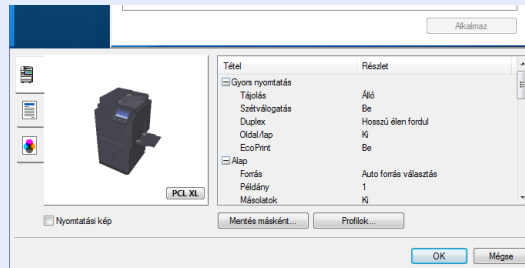 Alkalmaz
Tétel Részlet
Gyors nyomtatás
Tájolás Álló
Szétválogatás Be
Duplex Hosszú élen fordul
Oldal/lap Ki
EcoPrint Be
Alap
Forrás Auto forrás választás
Példány 1
Másolatok Ki
PCL XL
Nyomtatási kép
Mentés másként... Profilok...
OK Mégse